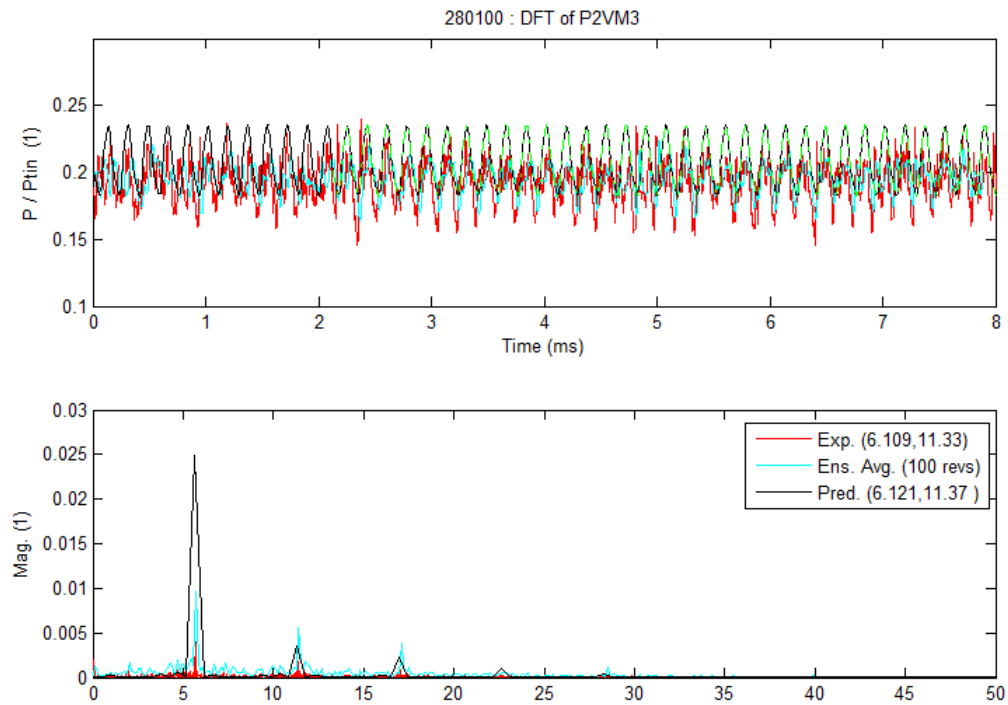 280100 : DFT of P2VM3
P / Ptin (1)
0.25
0.2
0.15
0.1
0 1 2 3 4 5 6 7 8
Time (ms)
Mag. (1)
0.03
0.025
0.02
0.015
0.01
0.005
0
Exp. (6.109,11.33)
Ens. Avg. (100 revs)
Pred. (6.121,11.37 )
0 5 10 15 20 25 30 35 40 45 50